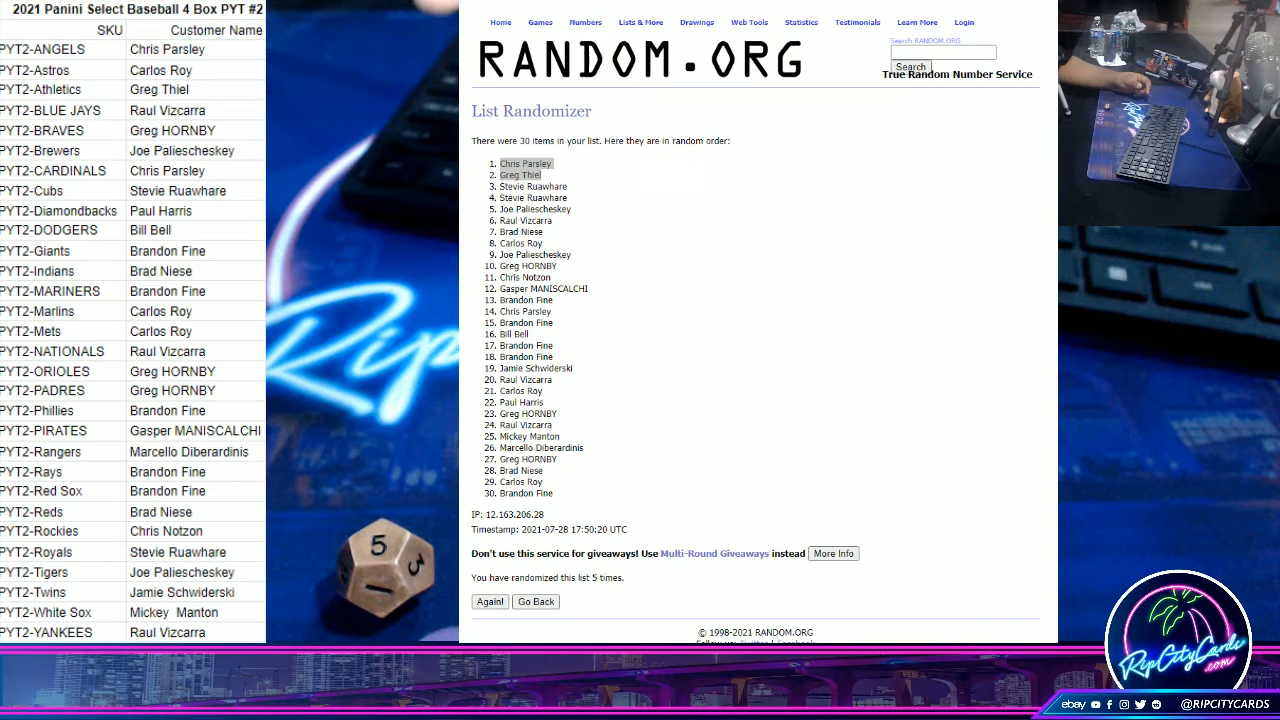 2021 Panini Select Baseball 4 Box PYT #2
SKU Customer Name
PYT2-ANGELS Chris Parsley
PYT2-Astros Carlos Roy
PYT2-Athletics Greg Thiel
PYT2-BLUE JAYS Raul Vizcarra
PYT2-BRAVES Greg HORNBY
PYT2-Brewers Joe Paliescheskey
PYT2-CARDINALS Chris Parsley
PYT2-Cubs Stevie Ruawhare
PYT2-Diamondbacks Paul Harris
PYT2-DODGERS Bill Bell
PYT2-Giants Brandon Fine
PYT2-Indians Brad Niese
PYT2-MARINERS Brandon Fine
PYT2-Marlins Carlos Roy
PYT2-Mets Carlos Roy
PYT2-NATIONALS Raul Vizcarra
PYT2-ORIOLES Greg HORNBY
PYT2-PADRES Greg HORNBY
PYT2-Phillies Brandon Fine
PYT2-PIRATES Gasper MANISCALCHI
PYT2-Rangers Marcello Diberardinis
PYT2-Rays Brandon Fine
PYT2-Red Sox Brandon Fine
PYT2-Reds Brad Niese
PYT2-Rockies Chris Notzon
PYT2-Royals Stevie Ruawhare
PYT2-Tigers Joe Paliescheskey
PYT2-Twins Jamie Schwiderski
PYT2-White Sox Mickey Manton
PYT2-YANKEES Raul Vizcarra
Rip
5 3 1
Home Games Numbers Lists & More Drawings Web Tools Statistics Testimonials Learn More Login
RANDOM.ORG
Search RANDOM.ORG
Search
True Random Number Service
List Randomizer
There were 30 items in your list. Here they are in random order:
1. Chris Parsley
2. Greg Thiel
3. Stevie Ruawhare
4. Stevie Ruawhare
5. Joe Paliescheskey
6. Raul Vizcarra
7. Brad Niese
8. Carlos Roy
9. Joe Paliescheskey
10. Greg HORNBY
11. Chris Notzon
12. Gasper MANISCALCHI
13. Brandon Fine
14. Chris Parsley
15. Brandon Fine
16. Bill Bell
17. Brandon Fine
18. Brandon Fine
19. Jamie Schwiderski
20. Raul Vizcarra
21. Carlos Roy
22. Paul Harris
23. Greg HORNBY
24. Raul Vizcarra
25. Mickey Manton
26. Marcello Diberardinis
27. Greg HORNBY
28. Brad Niese
29. Carlos Roy
30. Brandon Fine
IP: 12.163.206.28
Timestamp: 2021-07-28 17:50:20 UTC
Don't use this service for giveaways! Use Multi-Round Giveaways instead More Info
You have randomized this list 5 times.
Again! Go Back
© 1998-2021 RANDOM.ORG
RipCityCards
.com
ebay @RIPCITYCARDS